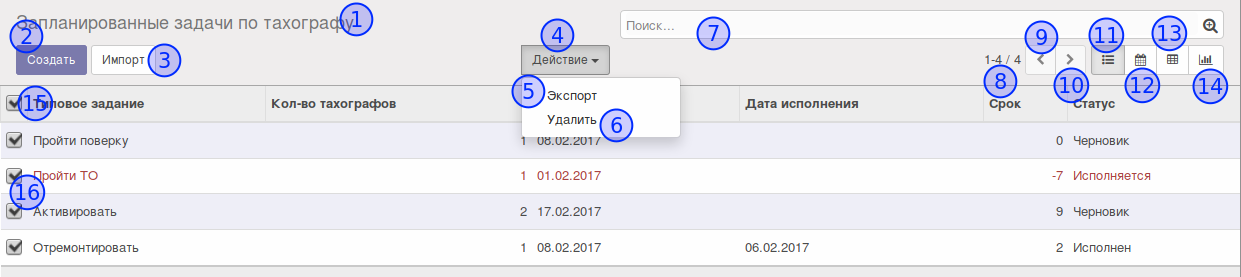 Запланированные задачи по тахографу 1
Поиск... 7
2 3 4 8 9 10 11 12 13 14
Создать Импорт Действие 1-4 / 4
5 Экспорт
Удалить 6
15 Типовое задание Кол-во тахографов Дата исполнения Срок Статус
Пройти поверку 1 08.02.2017 0 Черновик
Пройти ТО 1 01.02.2017 -7 Исполняется
16
Активировать 2 17.02.2017 9 Черновик
Отремонтировать 1 08.02.2017 06.02.2017 2 Исполнен